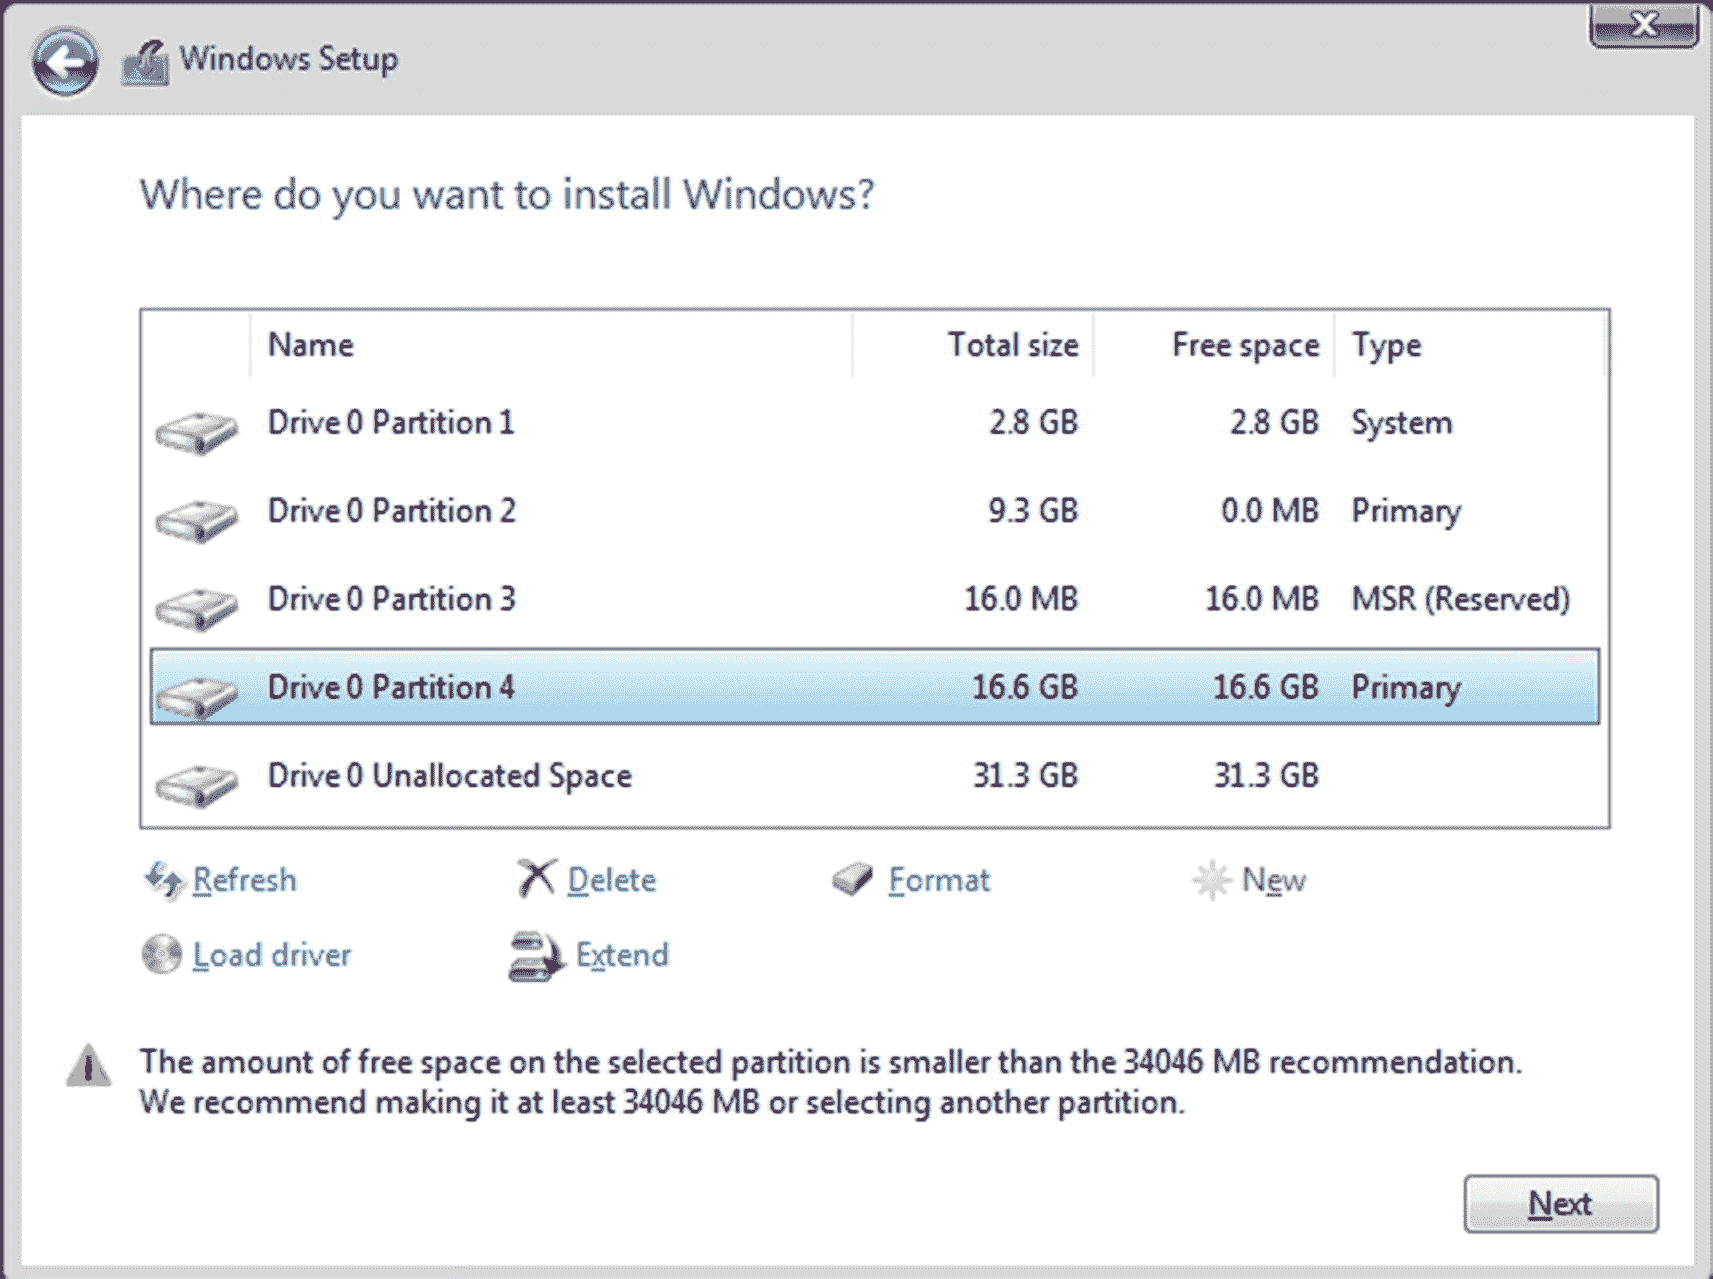 Windows Setup
Where do you want to install Windows?
Name Total size Free space Type
Drive 0 Partition 1 2.8 GB 2.8 GB System
Drive 0 Partition 2 9.3 GB 0.0 MB Primary
Drive 0 Partition 3 16.0 MB 16.0 MB MSR (Reserved)
Drive 0 Partition 4 16.6 GB 16.6 GB Primary
Drive 0 Unallocated Space 31.3 GB 31.3 GB
Refresh Delete Format New
Load driver Extend
The amount of free space on the selected partition is smaller than the 34046 MB recommendation.
We recommend making it at least 34046 MB or selecting another partition.
Next